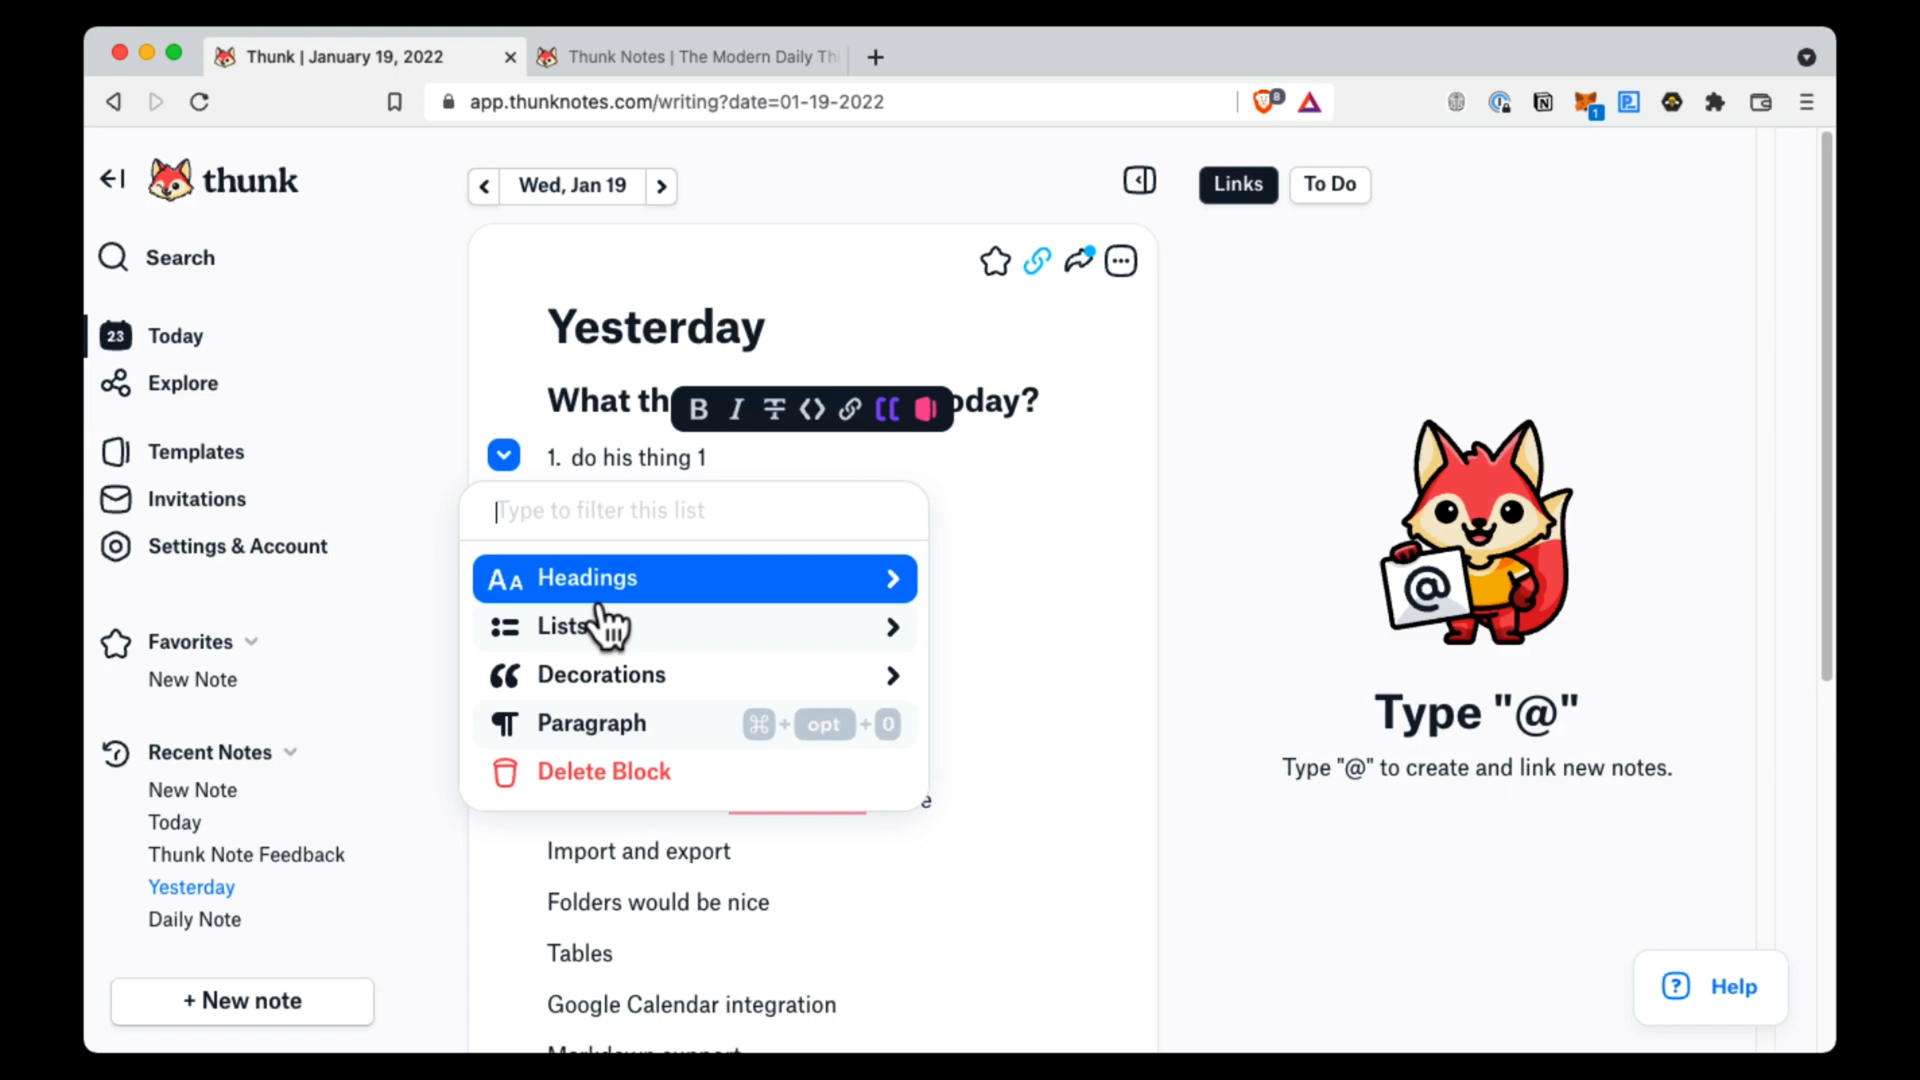 Thunk | January 19, 2022
Thunk Notes | The Modern Daily Th
app.thunknotes.com/writing?date=01-19-2022
8
1
thunk
Wed, Jan 19
Links
To Do
Search
23
Today
Explore
Templates
Invitations
Settings & Account
Favorites
New Note
Recent Notes
New Note
Today
Thunk Note Feedback
Yesterday
Daily Note
+ New note
Yesterday
What th
oday?
B I T
1. do his thing 1
Type to filter this list
AA Headings
Lists
Decorations
Paragraph
⌘ + opt + 0
Delete Block
e
Import and export
Folders would be nice
Tables
Google Calendar integration
@
Type "@"
Type "@" to create and link new notes.
? Help